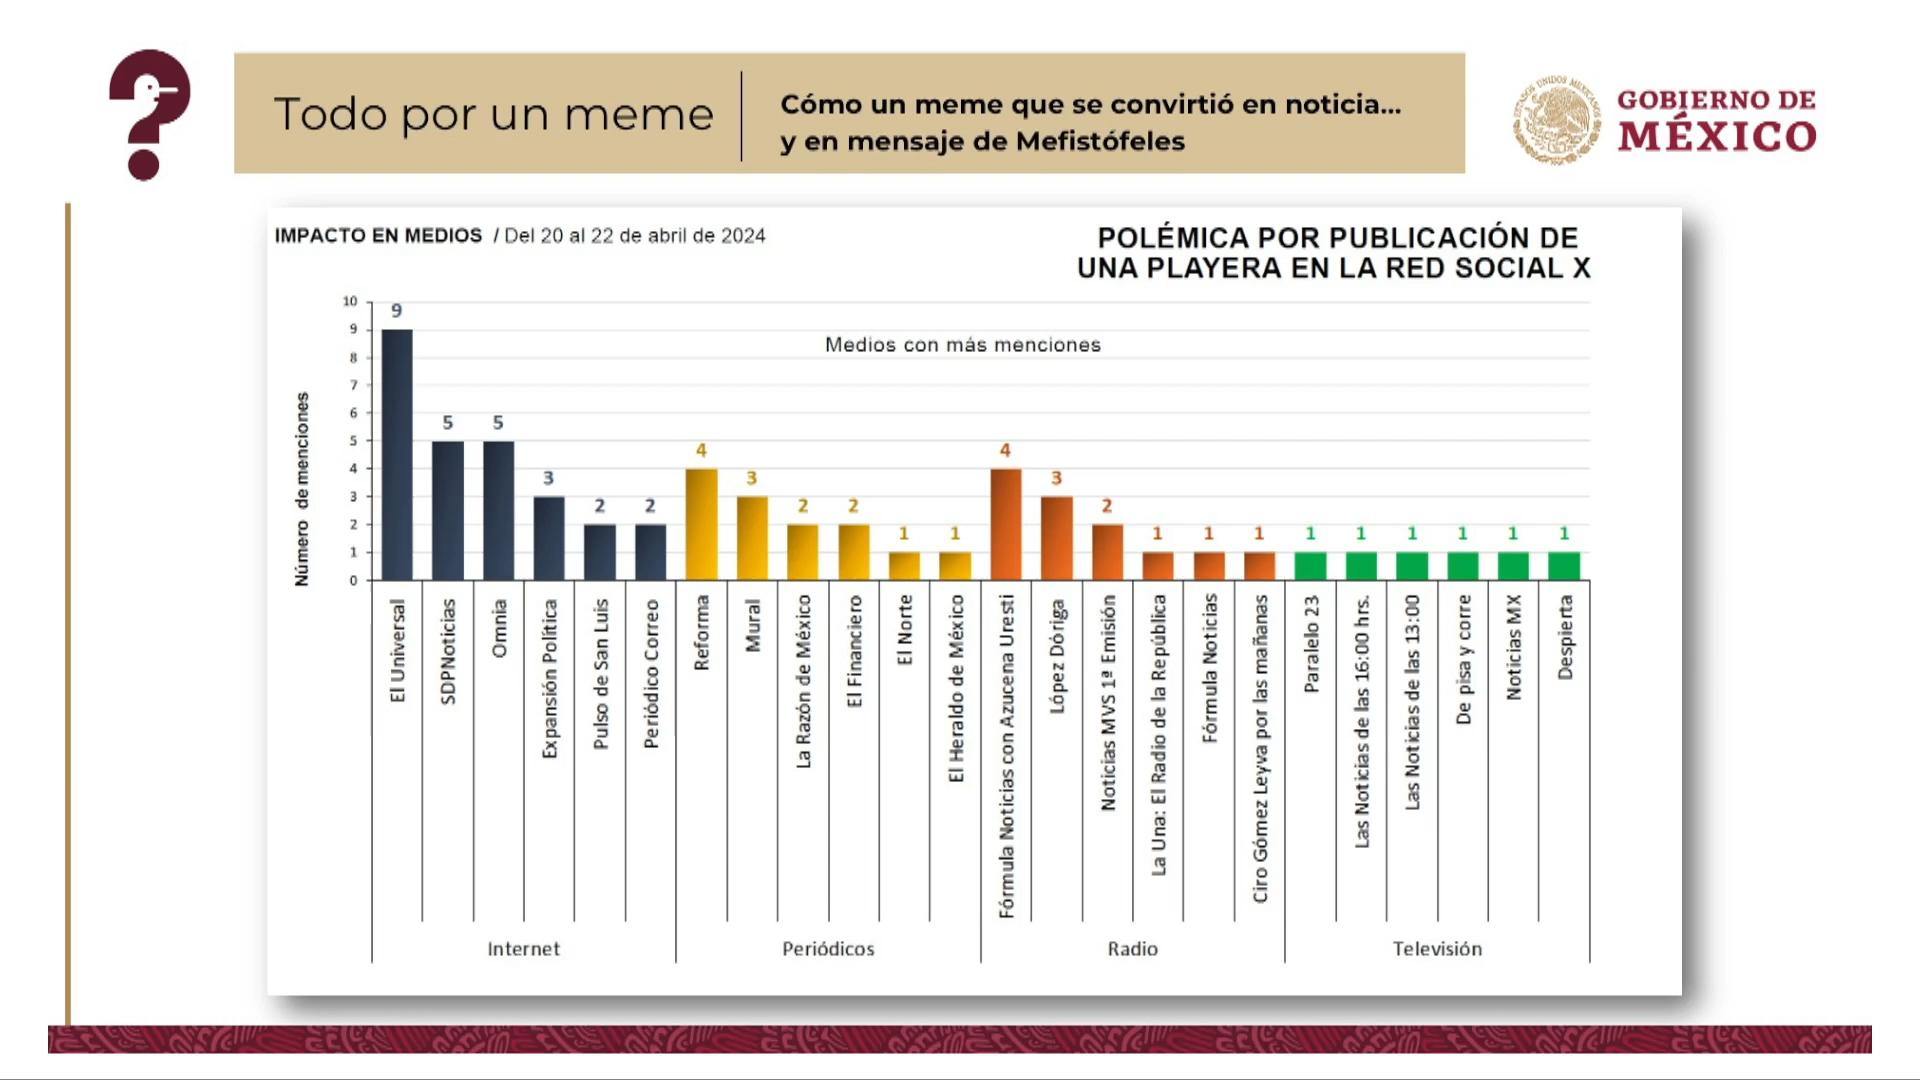 Todo por un meme
Cómo un meme que se convirtió en noticia...
y en mensaje de Mefistófeles
ESTADOS UNIDOS MEXICANOS
GOBIERNO DE
MÉXICO
IMPACTO EN MEDIOS / Del 20 al 22 de abril de 2024
POLÉMICA POR PUBLICACIÓN DE
UNA PLAYERA EN LA RED SOCIAL X
Medios con más menciones
Número de menciones
10
9
8
7
6
5
4
3
2
1
0
9
5
5
3
2
2
4
3
2
2
1
1
4
3
2
1
1
1
1
1
1
1
1
1
El Universal
SDPNoticias
Omnia
Expansión Política
Pulso de San Luis
Periódico Correo
Reforma
Mural
La Razón de México
El Financiero
El Norte
El Heraldo de México
Fórmula Noticias con Azucena Uresti
López Dóriga
Noticias MVS 1ª Emisión
La Una: El Radio de la República
Fórmula Noticias
Ciro Gómez Leyva por las mañanas
Paralelo 23
Las Noticias de las 16:00 hrs.
Las Noticias de las 13:00
De pisa y corre
Noticias MX
Despierta
Internet
Periódicos
Radio
Televisión